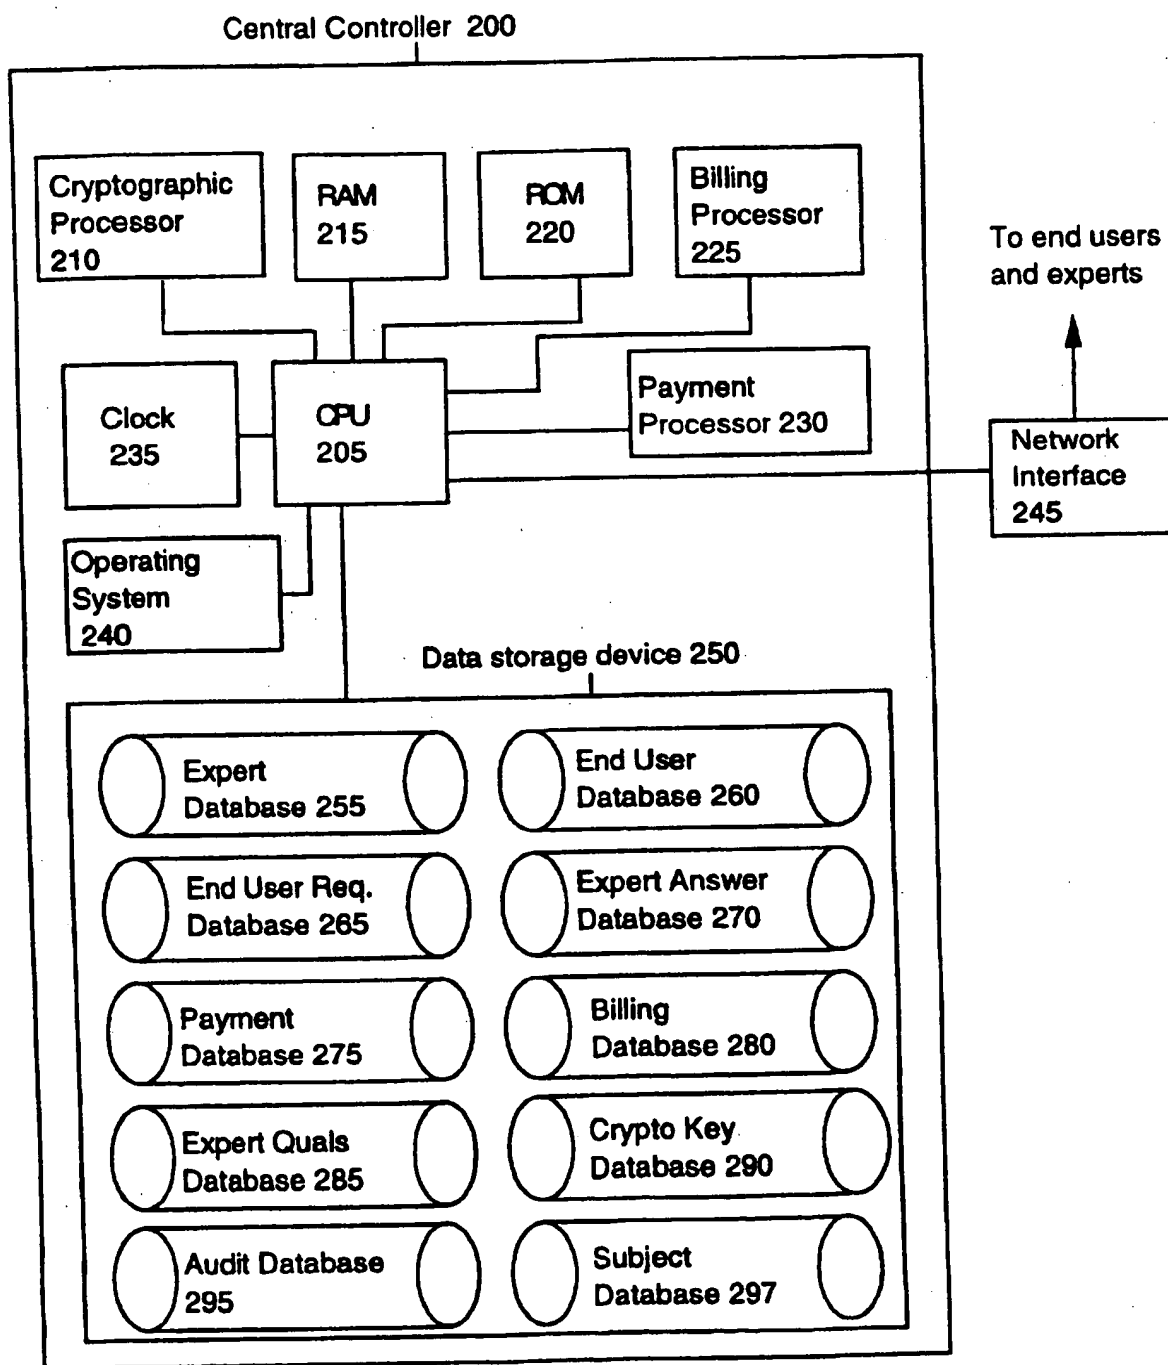 Central Controller 200
Cryptographic
Processor
210
RAM
215
ROM
220
Billing
Processor
225
To end users
and experts
Clock
235
CPU
205
Payment
Processor 230
Network
Interface
245
Operating
System
240
Data storage device 250
Expert
Database 255
End User
Database 260
End User Req.
Database 265
Expert Answer
Database 270
Payment
Database 275
Billing
Database 280
Expert Quals
Database 285
Crypto Key
Database 290
Audit Database
295
Subject
Database 297